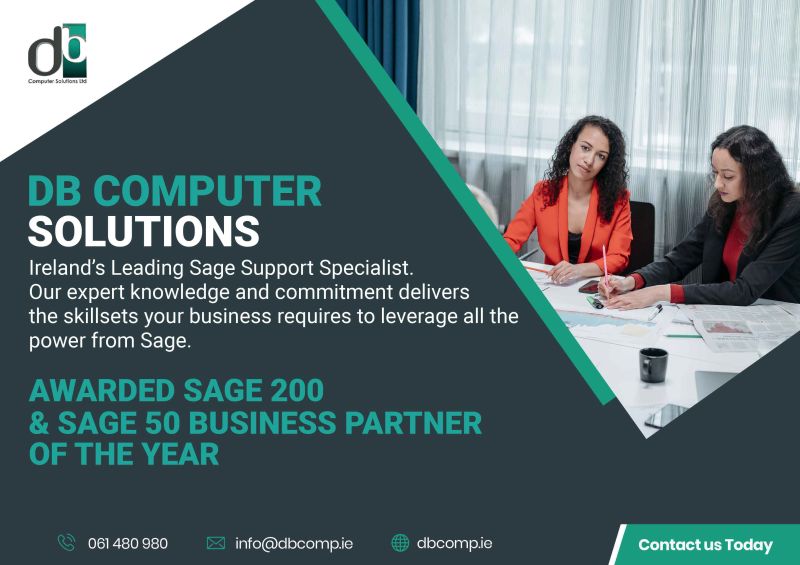 db
Computer Solutions Ltd
DB COMPUTER
SOLUTIONS
Ireland's Leading Sage Support Specialist.
Our expert knowledge and commitment delivers
the skillsets your business requires to leverage all the
power from Sage.
AWARDED SAGE 200
& SAGE 50 BUSINESS PARTNER
OF THE YEAR
061 480 980
info@dbcomp.ie
dbcomp.ie
Contact us Today